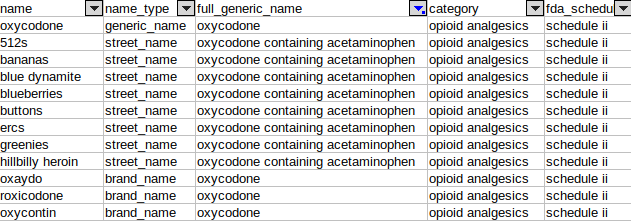 name name_type full_generic_name category fda_schedu
oxycodone generic_name oxycodone opioid analgesics schedule ii
512s street_name oxycodone containing acetaminophen opioid analgesics schedule ii
bananas street_name oxycodone containing acetaminophen opioid analgesics schedule ii
blue dynamite street_name oxycodone containing acetaminophen opioid analgesics schedule ii
blueberries street_name oxycodone containing acetaminophen opioid analgesics schedule ii
buttons street_name oxycodone containing acetaminophen opioid analgesics schedule ii
ercs street_name oxycodone containing acetaminophen opioid analgesics schedule ii
greenies street_name oxycodone containing acetaminophen opioid analgesics schedule ii
hillbilly heroin street_name oxycodone containing acetaminophen opioid analgesics schedule ii
oxaydo brand_name oxycodone opioid analgesics schedule ii
roxicodone brand_name oxycodone opioid analgesics schedule ii
oxycontin brand_name oxycodone opioid analgesics schedule ii